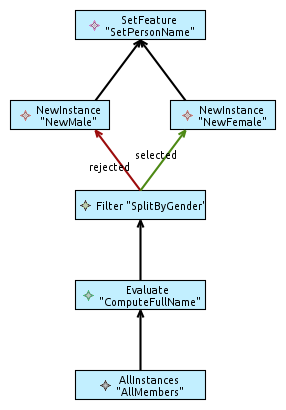 SetFeature
"SetPersonName"
NewInstance
"NewMale"
NewInstance
"NewFemale"
rejected
selected
Filter "SplitByGender"
Evaluate
"ComputeFullName"
AllInstances
"AllMembers"